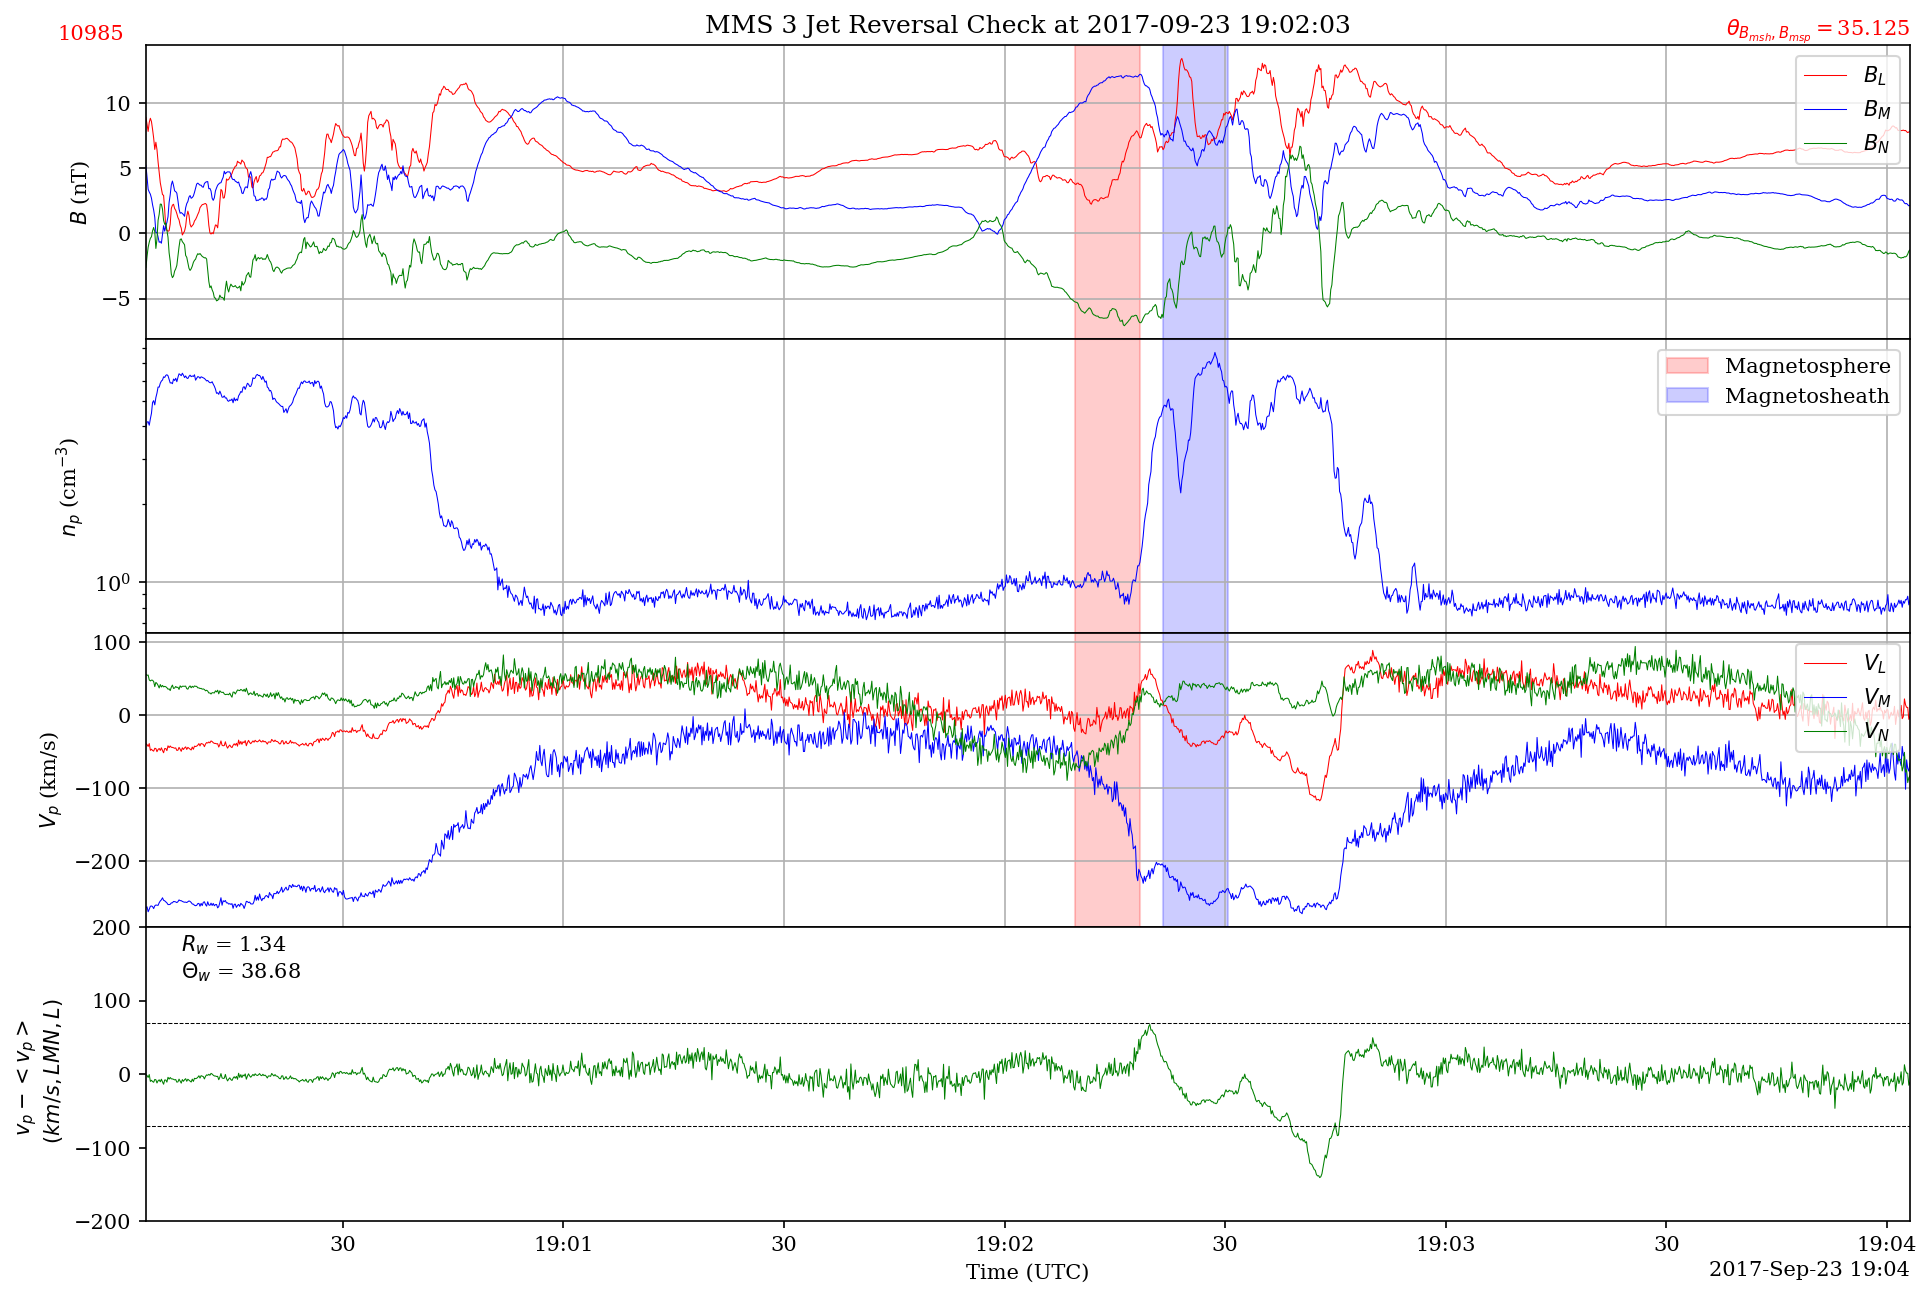 10985
MMS 3 Jet Reversal Check at 2017-09-23 19:02:03
θ_{B_{msh}, B_{msp}} = 35.125
B (nT)
10
5
0
−5
B_L
B_M
B_N
n_p (cm^{−3})
10^0
Magnetosphere
Magnetosheath
V_p (km/s)
100
0
−100
−200
V_L
V_M
V_N
v_p − < v_p >
(km/s, LMN, L)
200
100
0
−100
−200
R_w = 1.34
Θ_w = 38.68
30
19:01
30
19:02
30
19:03
30
19:04
Time (UTC)
2017-Sep-23 19:04